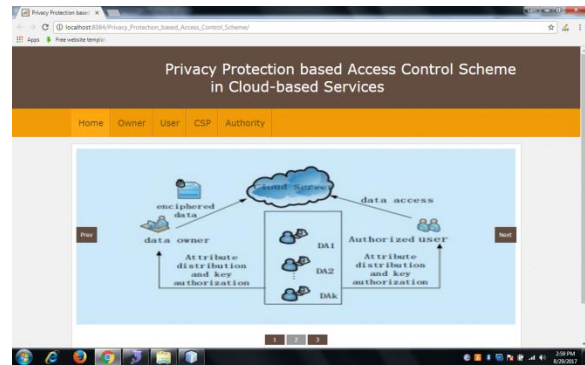 Privacy Protection based
localhost:8084/Privacy_Protection_based_Access_Control_Scheme/
Apps Free website templat
Privacy Protection based Access Control Scheme
in Cloud-based Services
Home Owner User CSP Authority
Cloud Server
enciphered
data
data access
data owner
DA1
Authorized user
Prev
Next
Attribute
distribution
and key
authorization
DA2
DAk
Attribute
distribution
and key
authorization
1 2 3
2:59 PM
8/29/2017